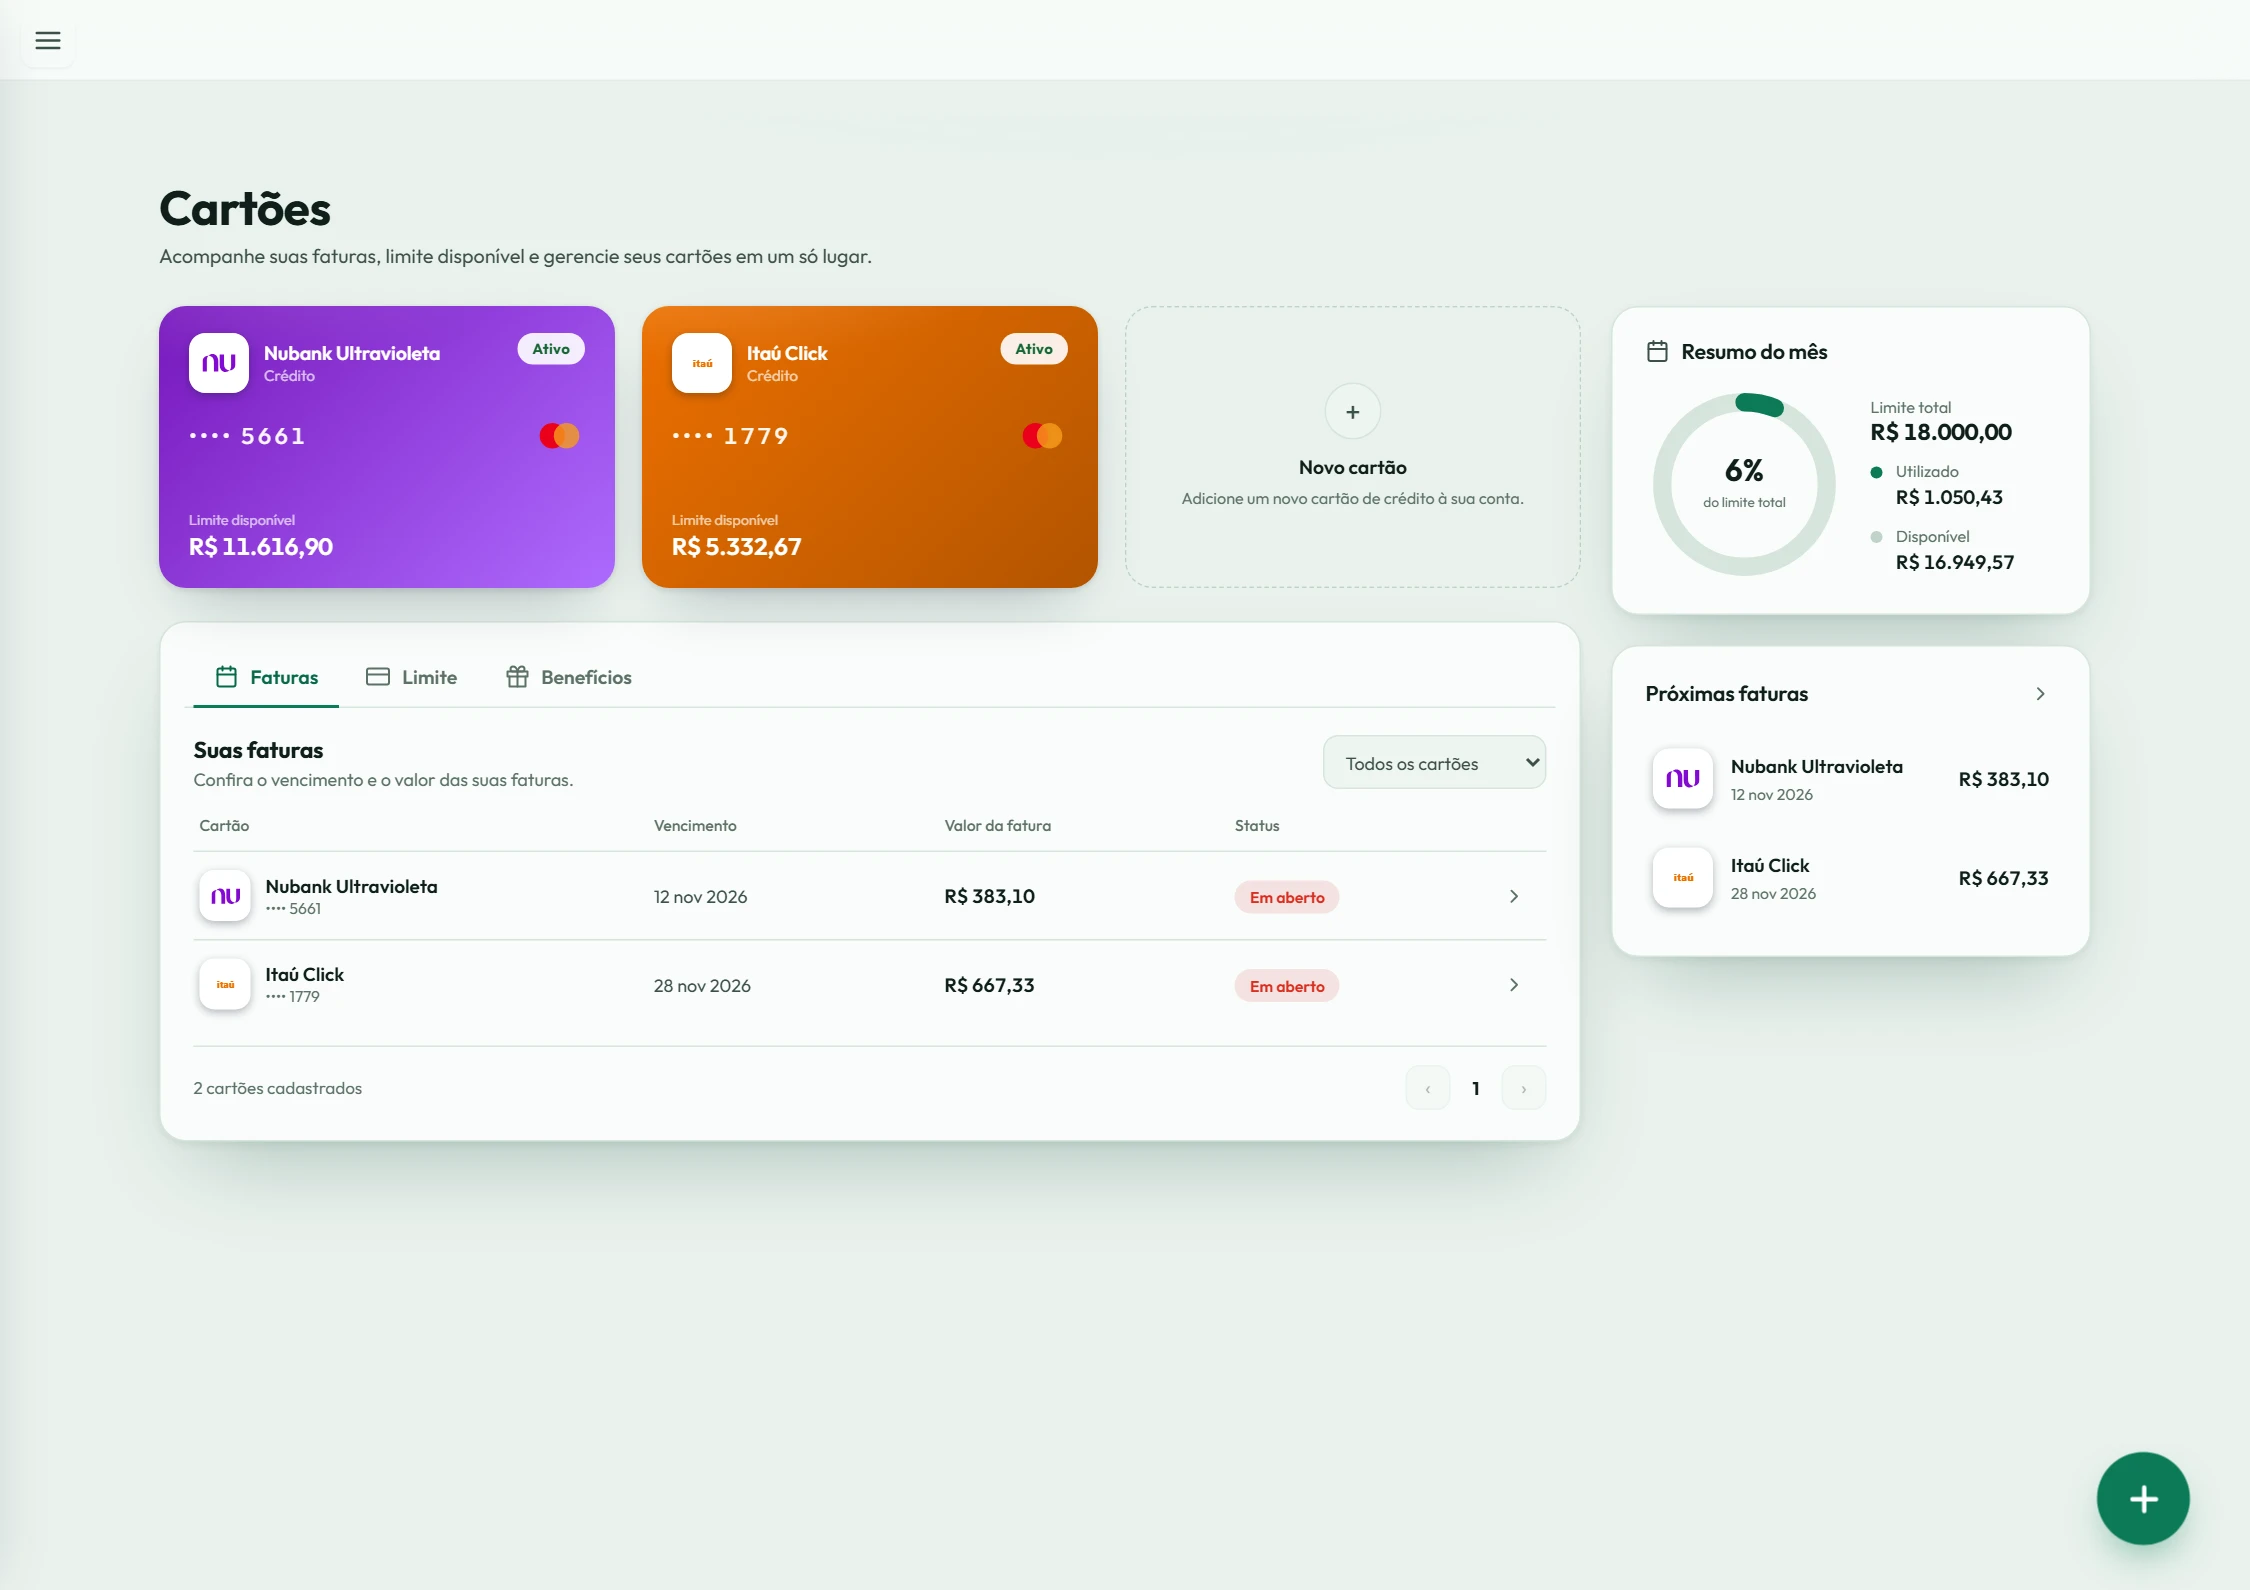 Cartões
Acompanhe suas faturas, limite disponível e gerencie seus cartões em um só lugar.
nu
Nubank Ultravioleta
Crédito
Ativo
•••• 5661
Limite disponível
R$ 11.616,90
itaú
Itaú Click
Crédito
Ativo
•••• 1779
Limite disponível
R$ 5.332,67
+
Novo cartão
Adicione um novo cartão de crédito à sua conta.
Resumo do mês
6%
do limite total
Limite total
R$ 18.000,00
Utilizado
R$ 1.050,43
Disponível
R$ 16.949,57
Faturas
Limite
Benefícios
Suas faturas
Confira o vencimento e o valor das suas faturas.
Todos os cartões
Cartão Vencimento Valor da fatura Status
nu
Nubank Ultravioleta
•••• 5661
12 nov 2026
R$ 383,10
Em aberto
itaú
Itaú Click
•••• 1779
28 nov 2026
R$ 667,33
Em aberto
2 cartões cadastrados
‹ 1 ›
Próximas faturas
nu
Nubank Ultravioleta
12 nov 2026
R$ 383,10
itaú
Itaú Click
28 nov 2026
R$ 667,33
+